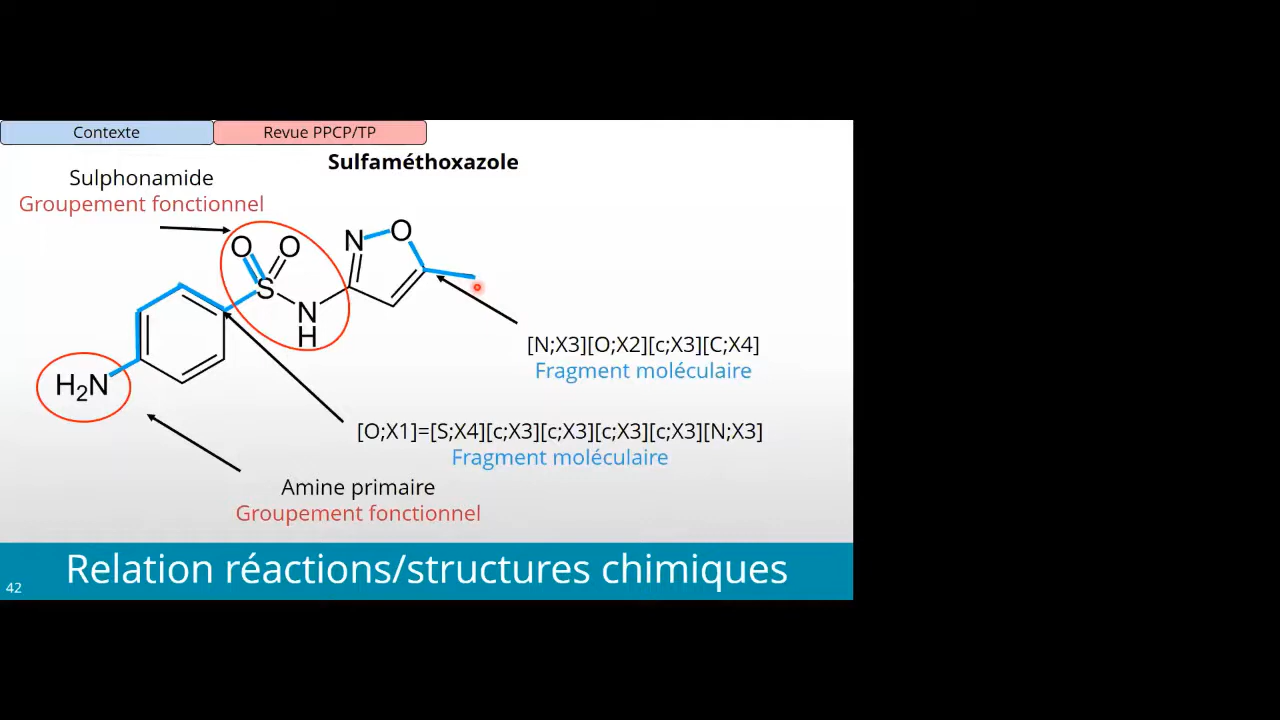 Contexte
Revue PPCP/TP
Sulfaméthoxazole
Sulphonamide
Groupement fonctionnel
O O
S
N
H
N O
H2N
[N;X3][O;X2][c;X3][C;X4]
Fragment moléculaire
[O;X1]=[S;X4][c;X3][c;X3][c;X3][c;X3][N;X3]
Fragment moléculaire
Amine primaire
Groupement fonctionnel
Relation réactions/structures chimiques
42